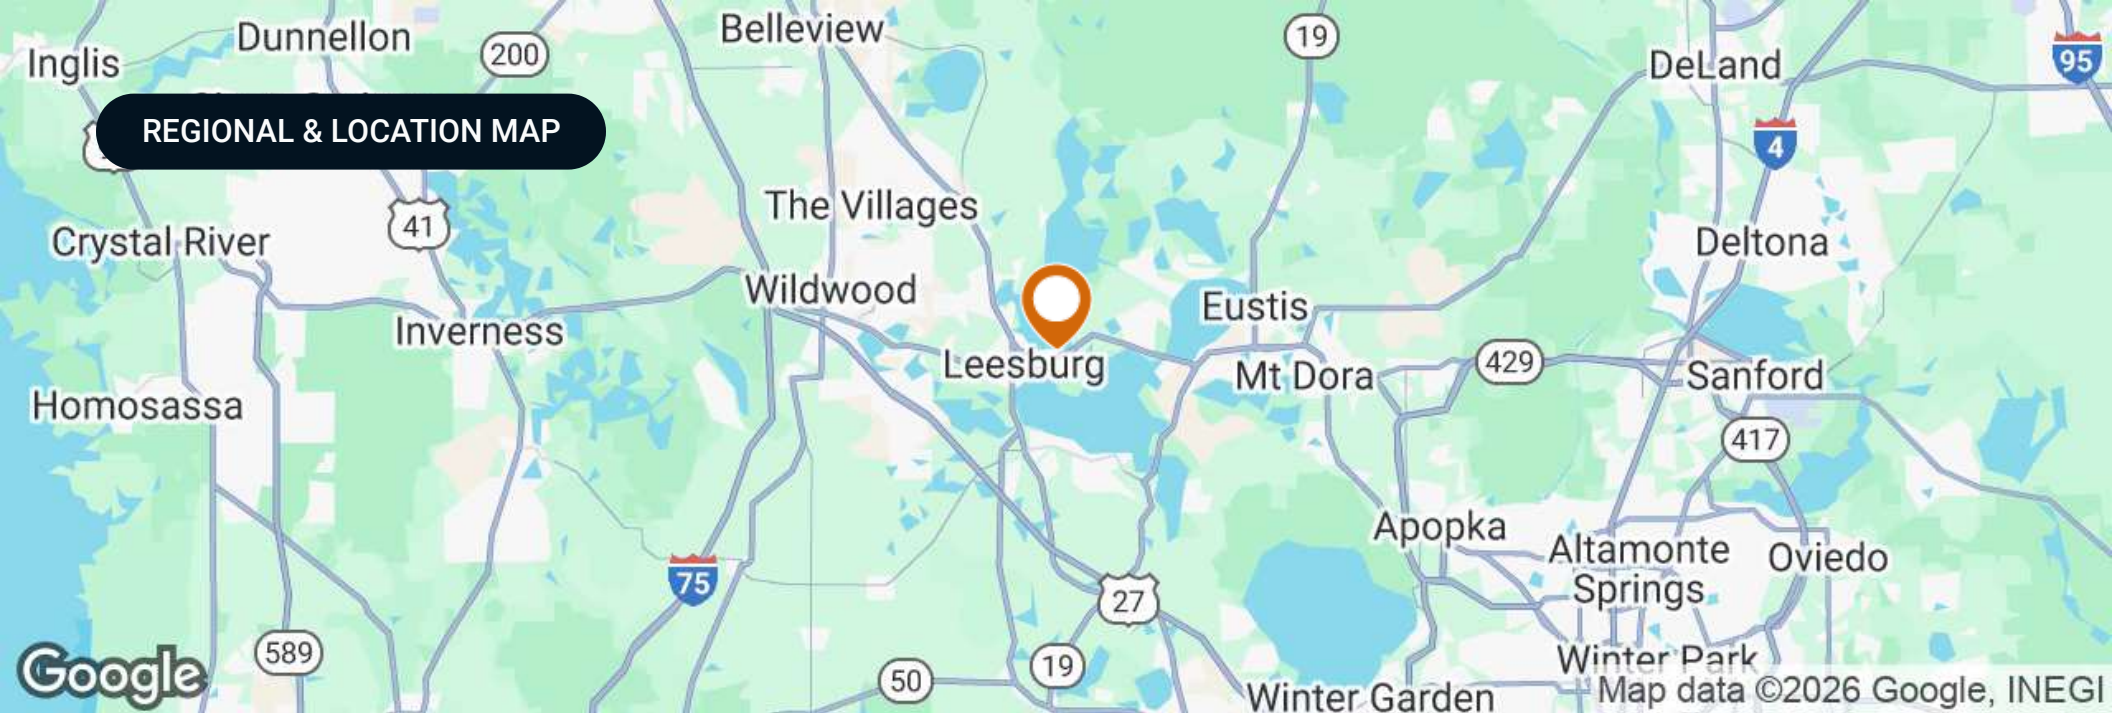 Dunnellon
Belleview
Inglis
200
19
DeLand
95
REGIONAL & LOCATION MAP
4
The Villages
41
Crystal River
Deltona
Wildwood
Eustis
Inverness
Leesburg
Mt Dora
429
Sanford
Homosassa
417
Apopka
Altamonte
Springs
Oviedo
75
27
589
Google
50
19
Winter Park
Winter Garden
Map data ©2026 Google, INEGI